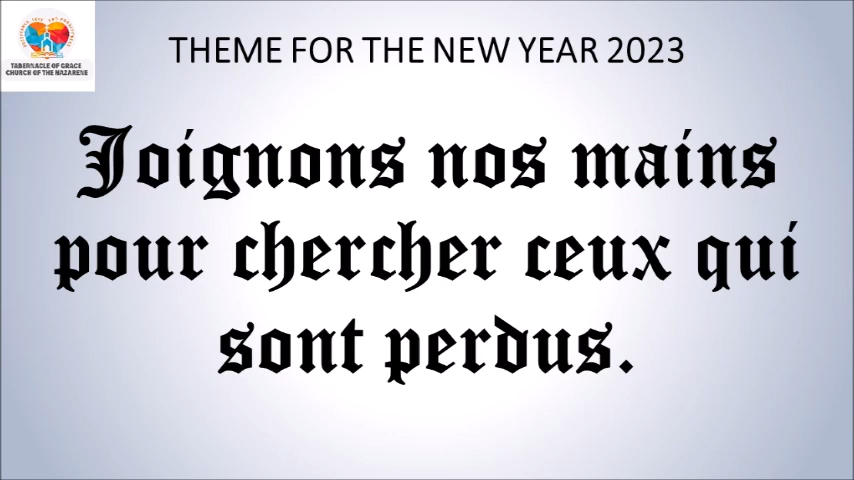 TABERNACLE OF GRACE
CHURCH OF THE NAZARENE
THEME FOR THE NEW YEAR 2023
Joignons nos mains
pour chercher ceux qui
sont perdus.